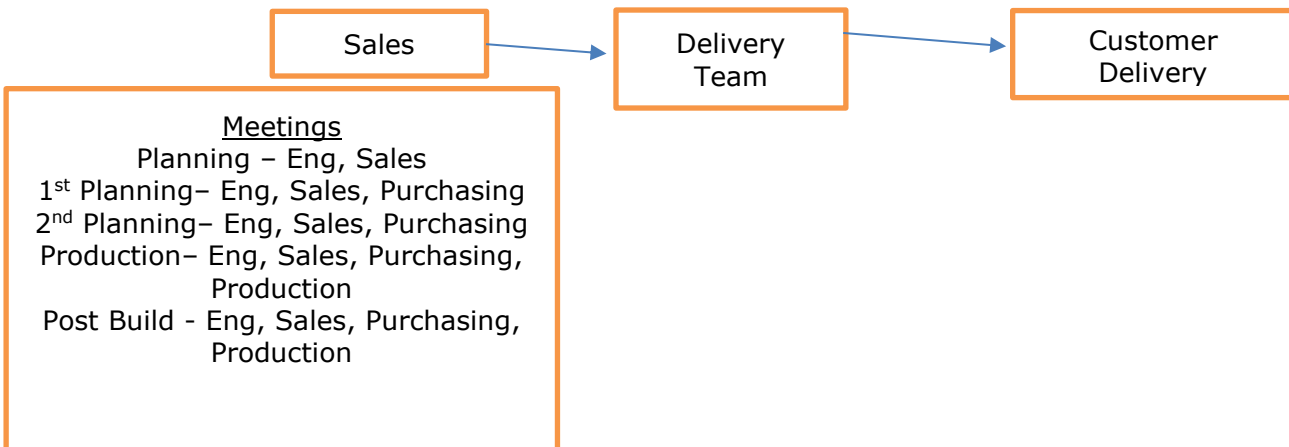 Sales
Delivery
Team
Customer
Delivery
Meetings
Planning – Eng, Sales
1st Planning– Eng, Sales, Purchasing
2nd Planning– Eng, Sales, Purchasing
Production– Eng, Sales, Purchasing,
Production
Post Build - Eng, Sales, Purchasing,
Production